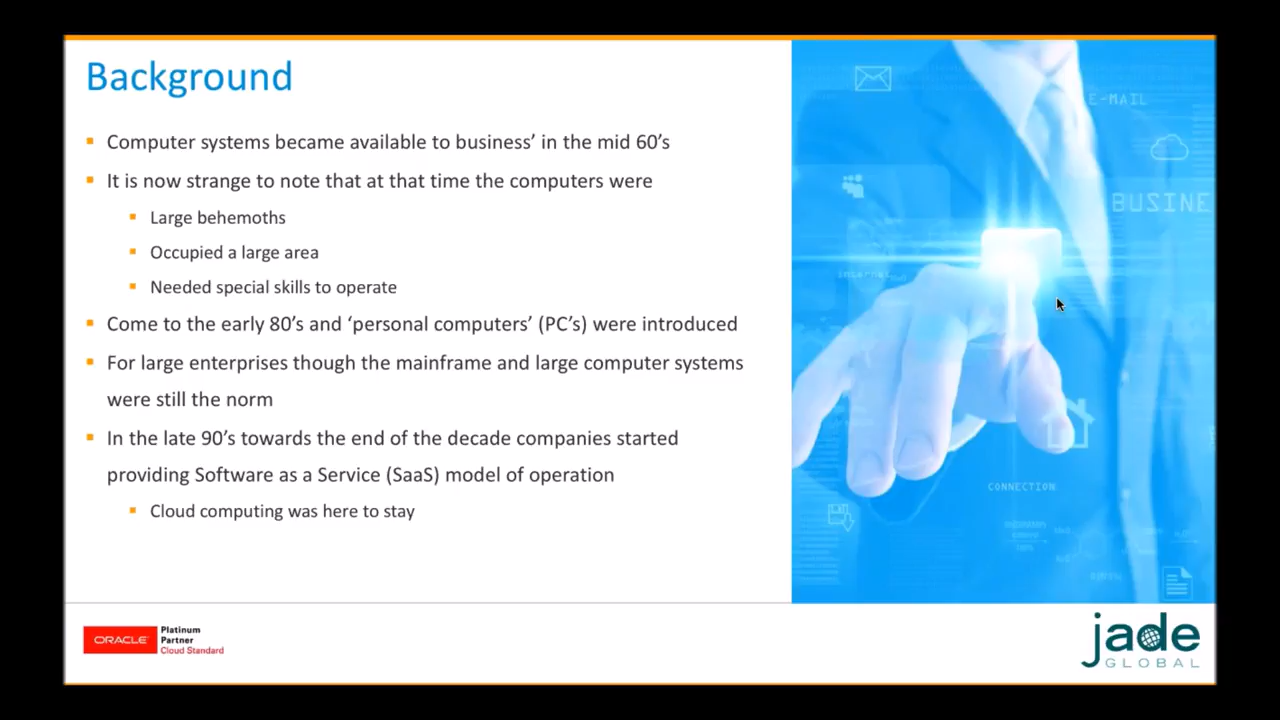 Background
Computer systems became available to business’ in the mid 60’s
It is now strange to note that at that time the computers were
Large behemoths
Occupied a large area
Needed special skills to operate
Come to the early 80’s and ‘personal computers’ (PC’s) were introduced
For large enterprises though the mainframe and large computer systems
were still the norm
In the late 90’s towards the end of the decade companies started
providing Software as a Service (SaaS) model of operation
Cloud computing was here to stay
E-MAIL
BUSINE
Internet
CONNECTION
ORACLE
Platinum
Partner
Cloud Standard
jade
GLOBAL